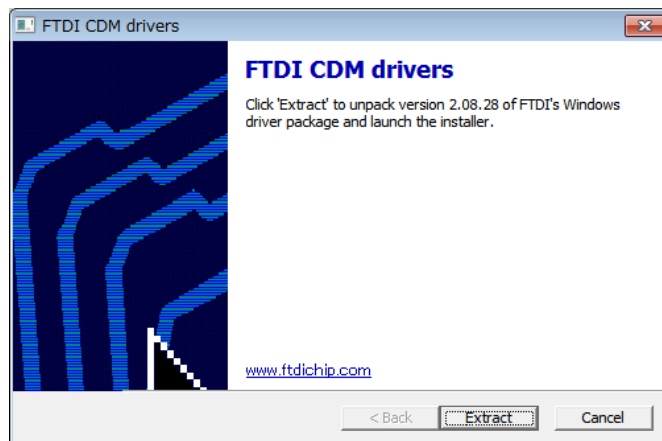 FTDI CDM drivers
FTDI CDM drivers
Click 'Extract' to unpack version 2.08.28 of FTDI's Windows
driver package and launch the installer.
www.ftdichip.com
< Back
Extract
Cancel